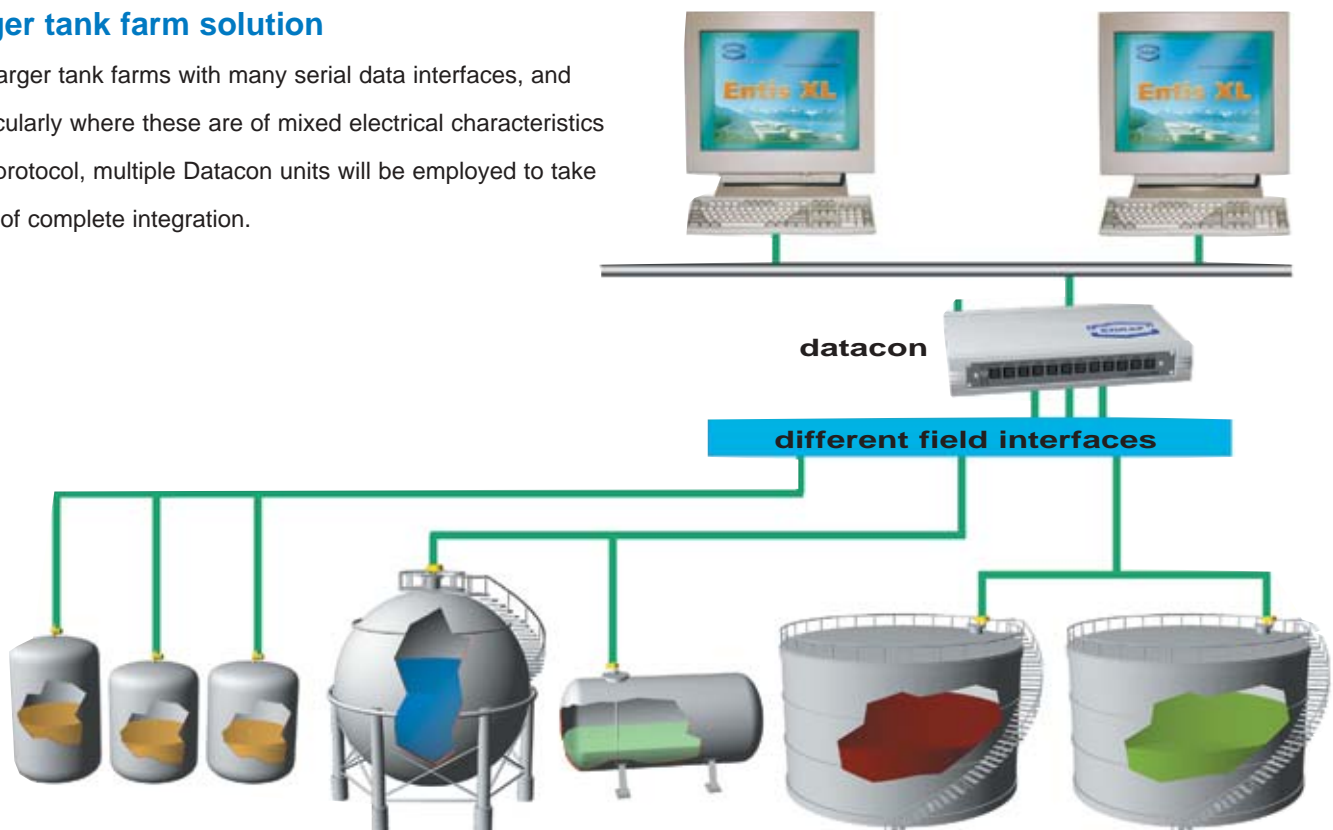 ger tank farm solution
arger tank farms with many serial data interfaces, and
cularly where these are of mixed electrical characteristics
protocol, multiple Datacon units will be employed to take
of complete integration.
Entis XL
Entis XL
datacon
ENRAF
different field interfaces